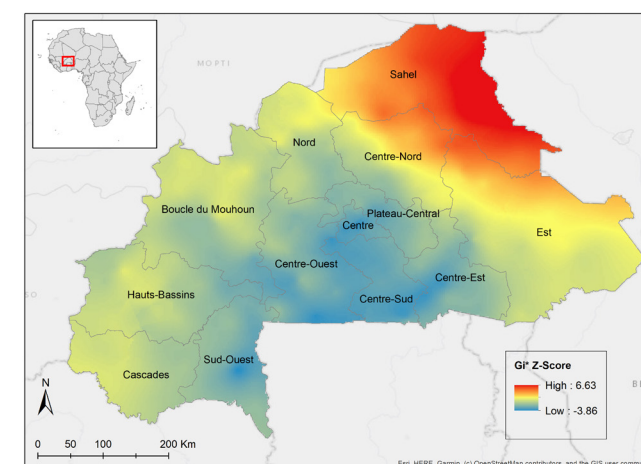 MOPTI
Sahel
Nord
Centre-Nord
Boucle du Mouhoun
Plateau-Central
Centre
Est
Centre-Ouest
Centre-Est
Hauts-Bassins
Centre-Sud
Sud-Ouest
Cascades
N
0 50 100 200 Km
Gi* Z-Score
High : 6.63
Low : -3.86
Esri, HERE, Garmin, (c) OpenStreetMap contributors, and the GIS user